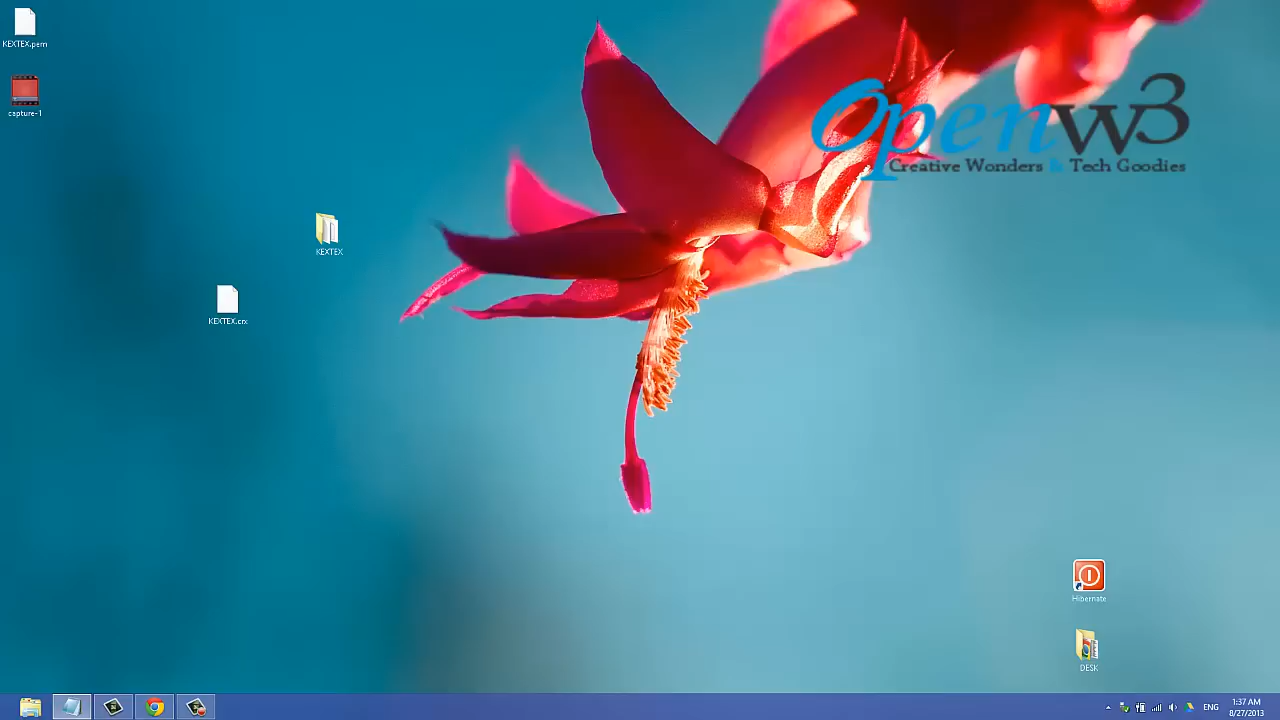 KEXTEX.pem
capture-1
Openw3
Creative Wonders & Tech Goodies
KEXTEX
KEXTEX.crx
Hibernate
DESK
ENG
1:37 AM
8/27/2013